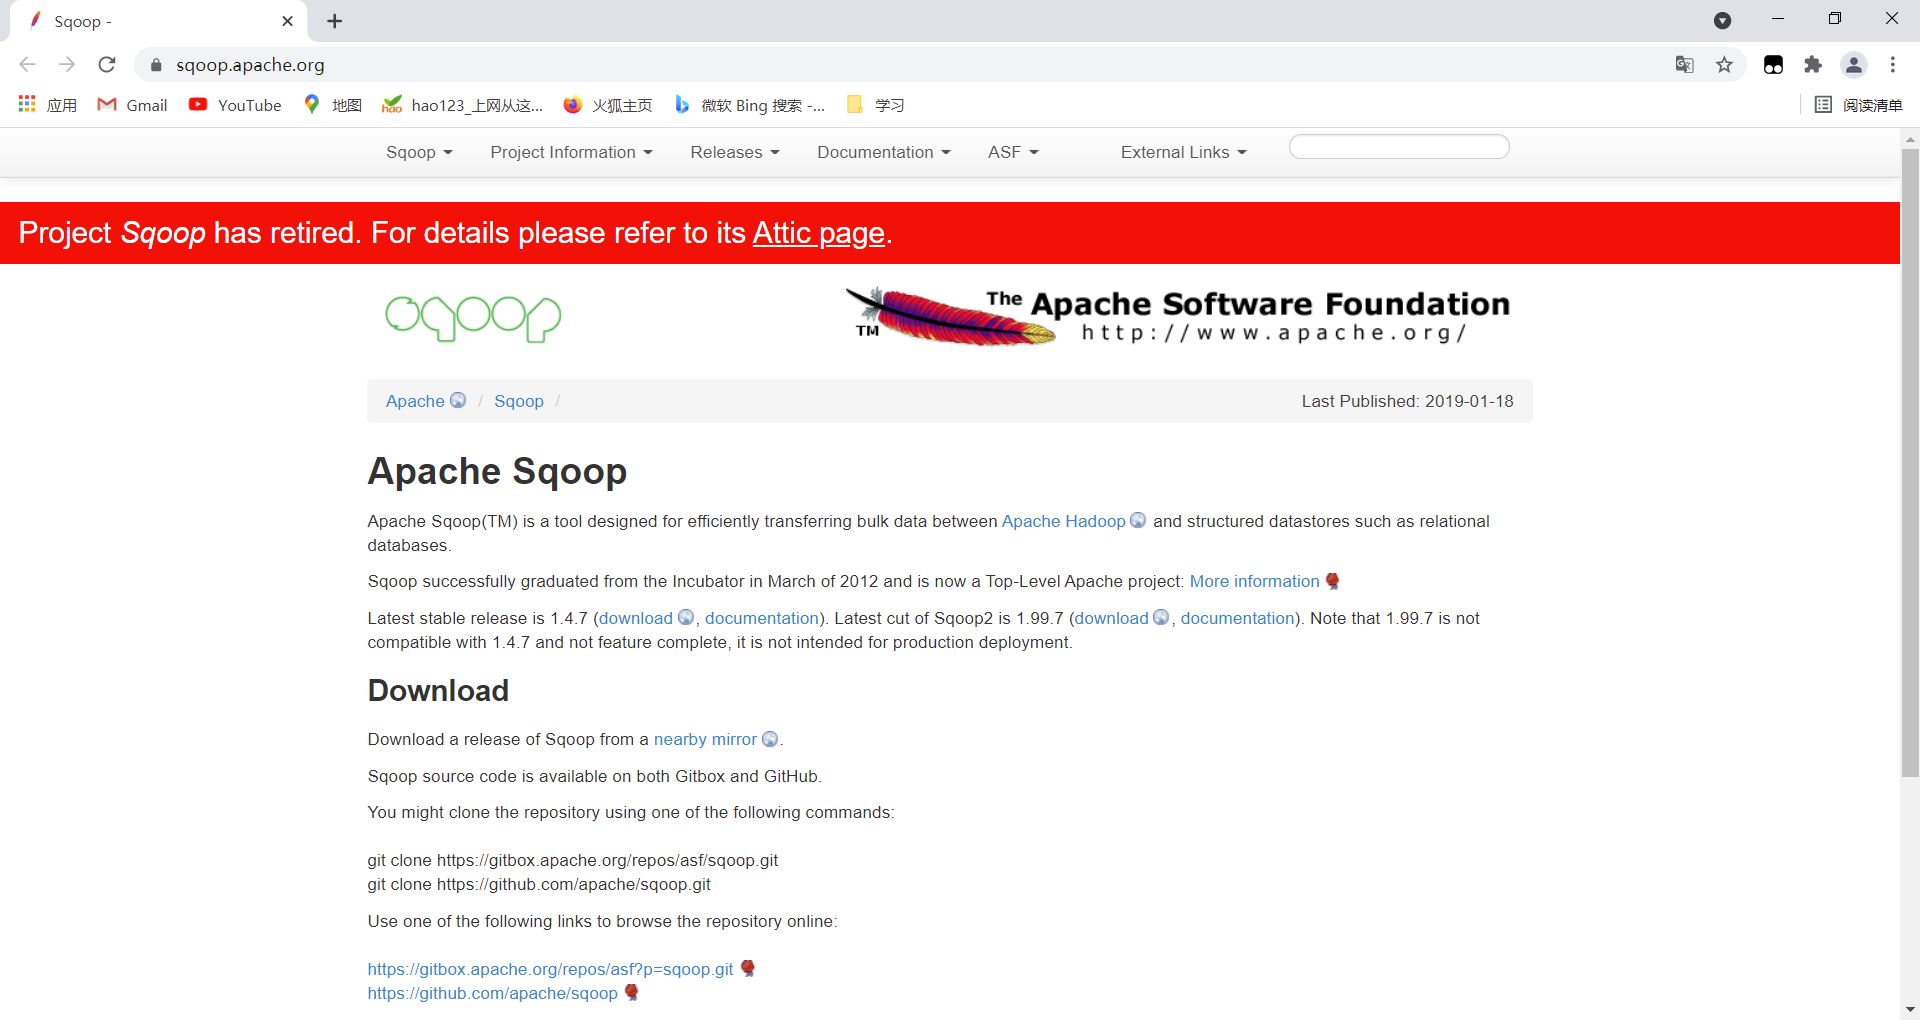 Sqoop -
sqoop.apache.org
应用 Gmail YouTube 地图 hao123_上网从这... 火狐主页 微软 Bing 搜索 -... 学习 阅读清单
Sqoop Project Information Releases Documentation ASF External Links
Project Sqoop has retired. For details please refer to its Attic page.
sqoop
The Apache Software Foundation
TM http://www.apache.org/
Apache / Sqoop / Last Published: 2019-01-18
Apache Sqoop
Apache Sqoop(TM) is a tool designed for efficiently transferring bulk data between Apache Hadoop and structured datastores such as relational
databases.
Sqoop successfully graduated from the Incubator in March of 2012 and is now a Top-Level Apache project: More information
Latest stable release is 1.4.7 (download , documentation). Latest cut of Sqoop2 is 1.99.7 (download , documentation). Note that 1.99.7 is not
compatible with 1.4.7 and not feature complete, it is not intended for production deployment.
Download
Download a release of Sqoop from a nearby mirror .
Sqoop source code is available on both Gitbox and GitHub.
You might clone the repository using one of the following commands:
git clone https://gitbox.apache.org/repos/asf/sqoop.git
git clone https://github.com/apache/sqoop.git
Use one of the following links to browse the repository online:
https://gitbox.apache.org/repos/asf?p=sqoop.git
https://github.com/apache/sqoop